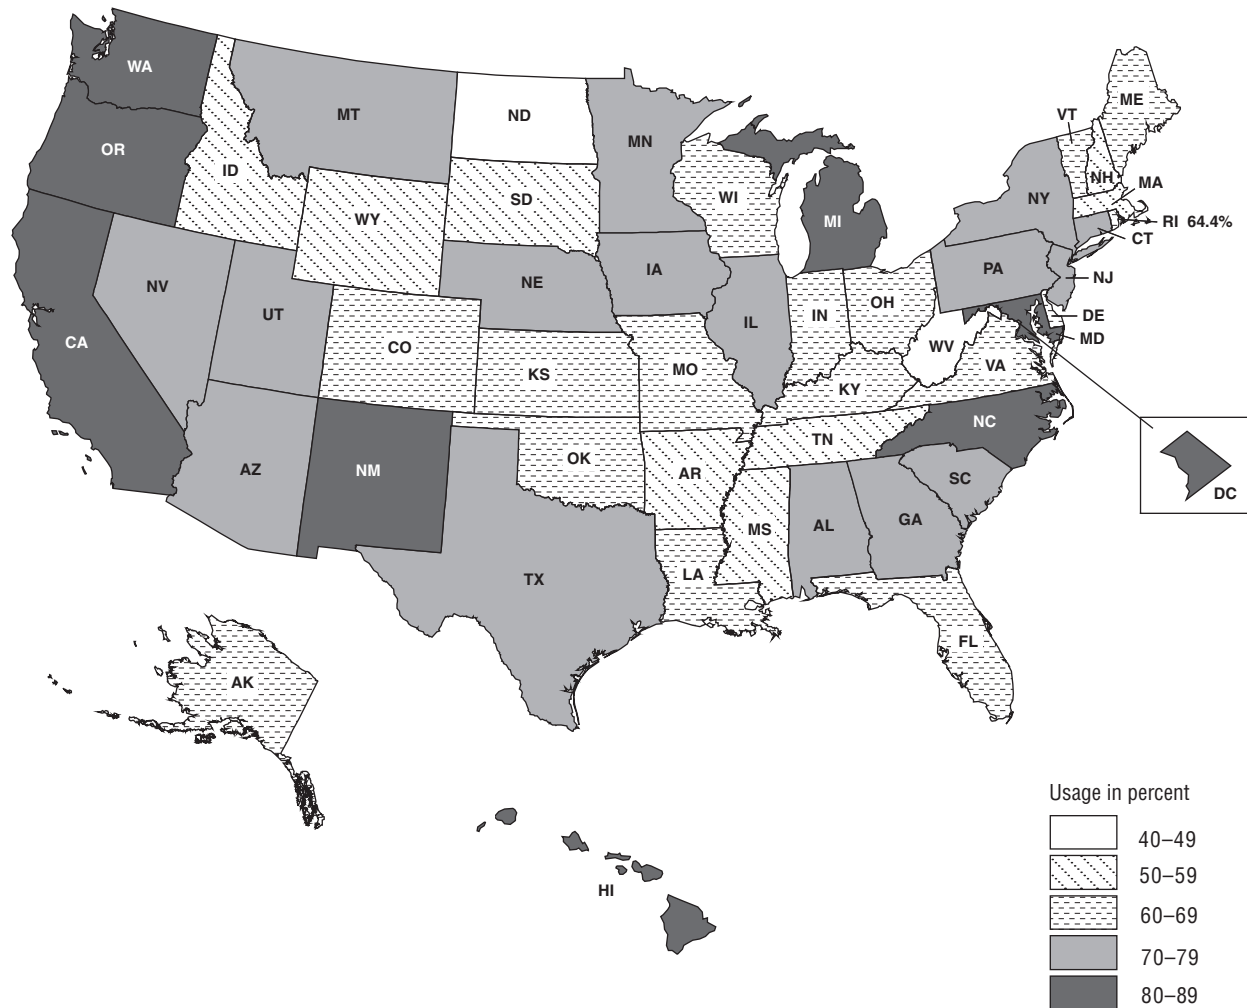 WA
MT
ND
MN
ME
VT
OR
ID
SD
WI
NH
MA
WY
NY
MI
RI 64.4%
CT
NV
UT
NE
IA
PA
NJ
IL
IN
OH
DE
CA
CO
KS
MO
WV
VA
MD
KY
AZ
NM
OK
AR
TN
NC
SC
DC
MS
AL
GA
TX
LA
FL
AK
HI
Usage in percent
40–49
50–59
60–69
70–79
80–89